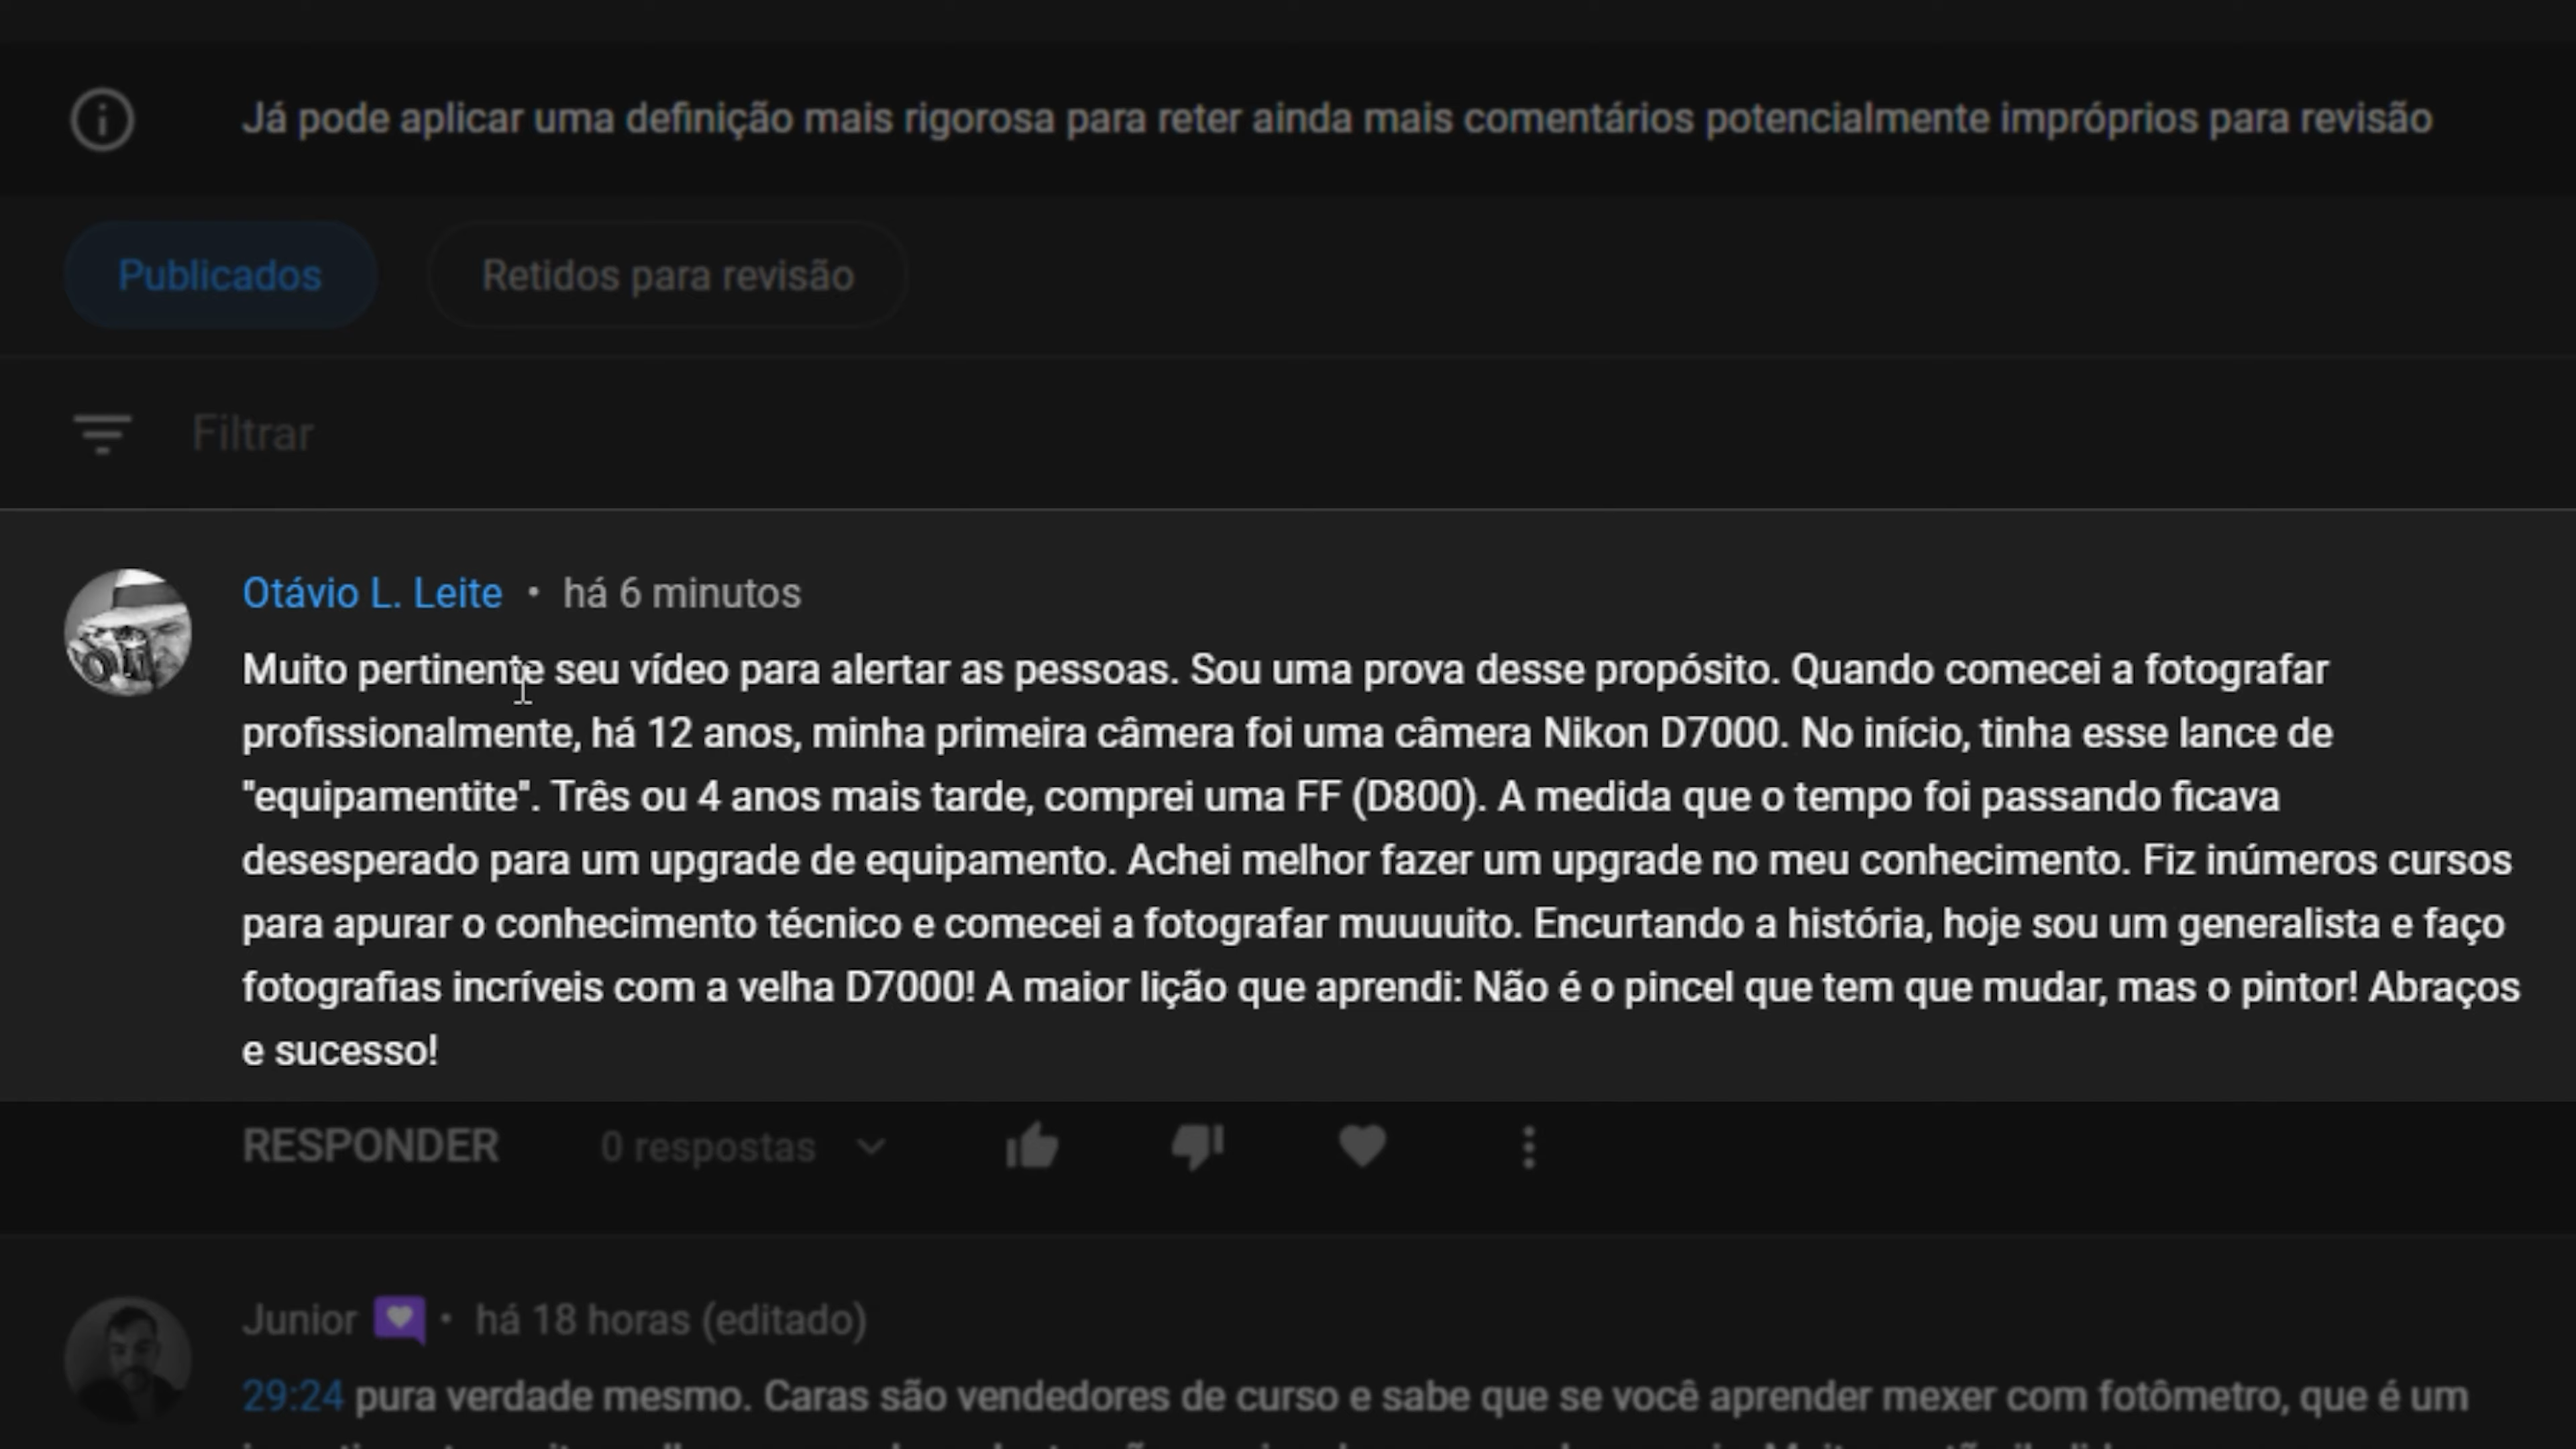 Já pode aplicar uma definição mais rigorosa para reter ainda mais comentários potencialmente impróprios para revisão
Publicados
Retidos para revisão
Filtrar
Otávio L. Leite • há 6 minutos
Muito pertinente seu vídeo para alertar as pessoas. Sou uma prova desse propósito. Quando comecei a fotografar
profissionalmente, há 12 anos, minha primeira câmera foi uma câmera Nikon D7000. No início, tinha esse lance de
"equipamentite". Três ou 4 anos mais tarde, comprei uma FF (D800). A medida que o tempo foi passando ficava
desesperado para um upgrade de equipamento. Achei melhor fazer um upgrade no meu conhecimento. Fiz inúmeros cursos
para apurar o conhecimento técnico e comecei a fotografar muuuuito. Encurtando a história, hoje sou um generalista e faço
fotografias incríveis com a velha D7000! A maior lição que aprendi: Não é o pincel que tem que mudar, mas o pintor! Abraços
e sucesso!
RESPONDER
0 respostas
Junior • há 18 horas (editado)
29:24 pura verdade mesmo. Caras são vendedores de curso e sabe que se você aprender mexer com fotômetro, que é um